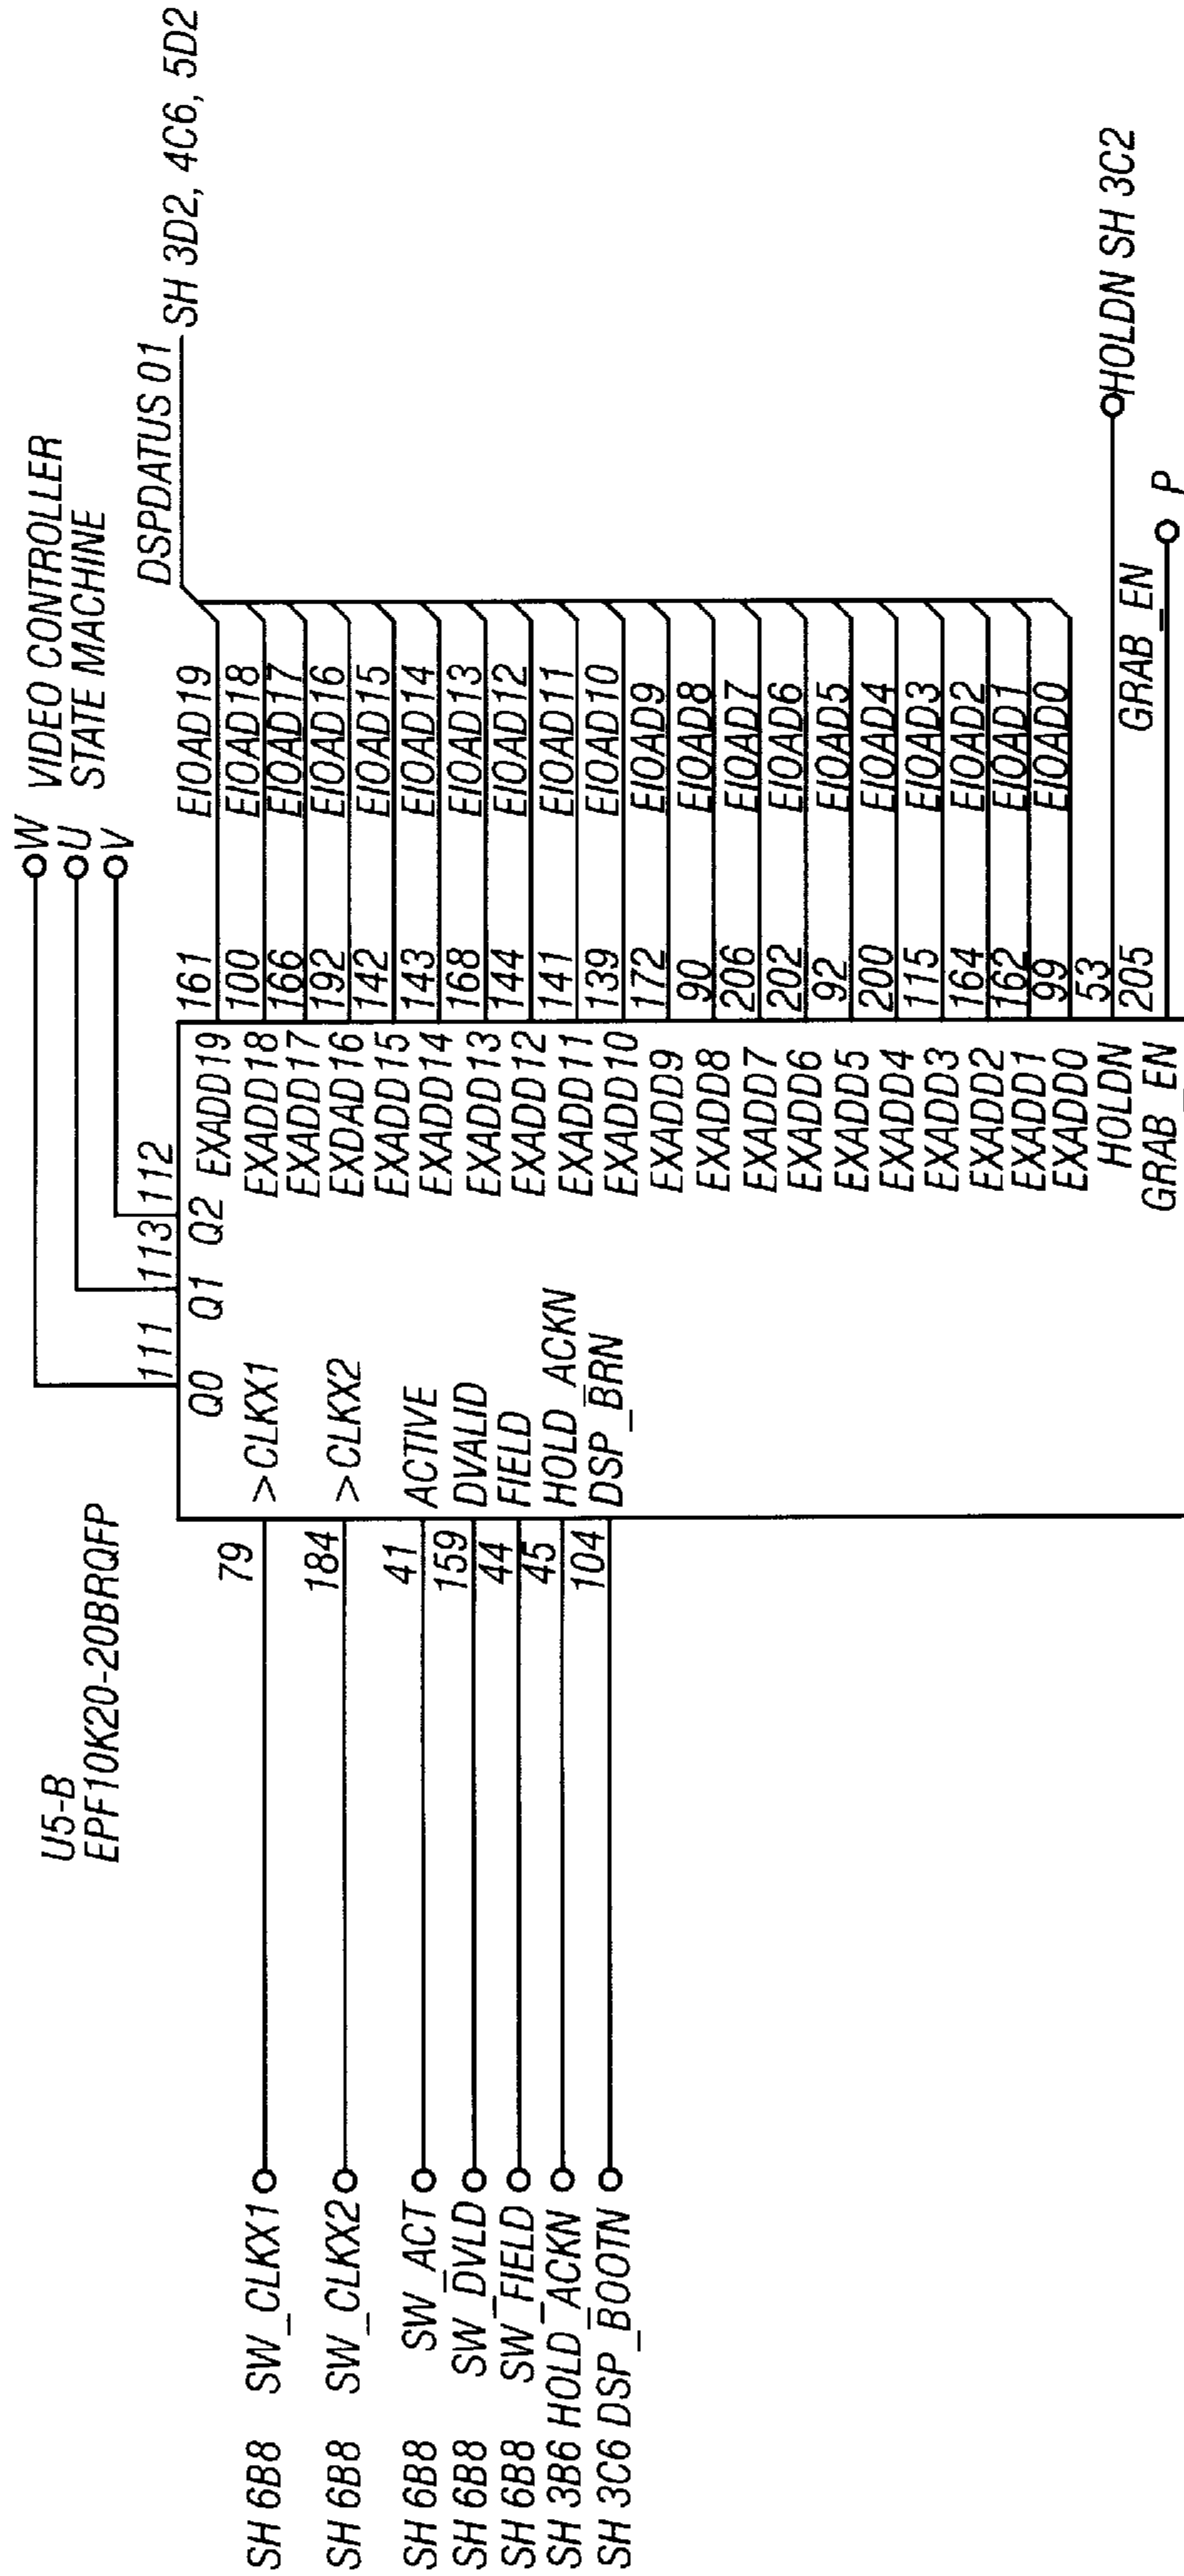 U5-B
EPF10K20-20BRQFP
W
U
V
VIDEO CONTROLLER
STATE MACHINE
111 113 112
Q0 Q1 Q2
DSPDATUS 01
SH 3D2, 4C6, 5D2
SH 6B8 SW_CLKX1 79 >CLKX1
SH 6B8 SW_CLKX2 184 >CLKX2
SH 6B8 SW_ACT 41 ACTIVE
SH 6B8 SW_DVLD 159 DVALID
SH 6B8 SW_FIELD 44 FIELD
SH 3B6 HOLD_ACKN 45 HOLD_ACKN
SH 3C6 DSP_BOOTN 104 DSP_BRN
EXADD19 161 EIOAD19
EXADD18 100 EIOAD18
EXADD17 166 EIOAD17
EXDAD16 192 EIOAD16
EXADD15 142 EIOAD15
EXADD14 143 EIOAD14
EXADD13 168 EIOAD13
EXADD12 144 EIOAD12
EXADD11 141 EIOAD11
EXADD10 139 EIOAD10
EXADD9 172 EIOAD9
EXADD8 90 EIOAD8
EXADD7 206 EIOAD7
EXADD6 202 EIOAD6
EXADD5 92 EIOAD5
EXADD4 200 EIOAD4
EXADD3 115 EIOAD3
EXADD2 164 EIOAD2
EXADD1 162 EIOAD1
EXADD0 99 EIOAD0
HOLDN 53 HOLDN SH 3C2
GRAB_EN 205 GRAB_EN P